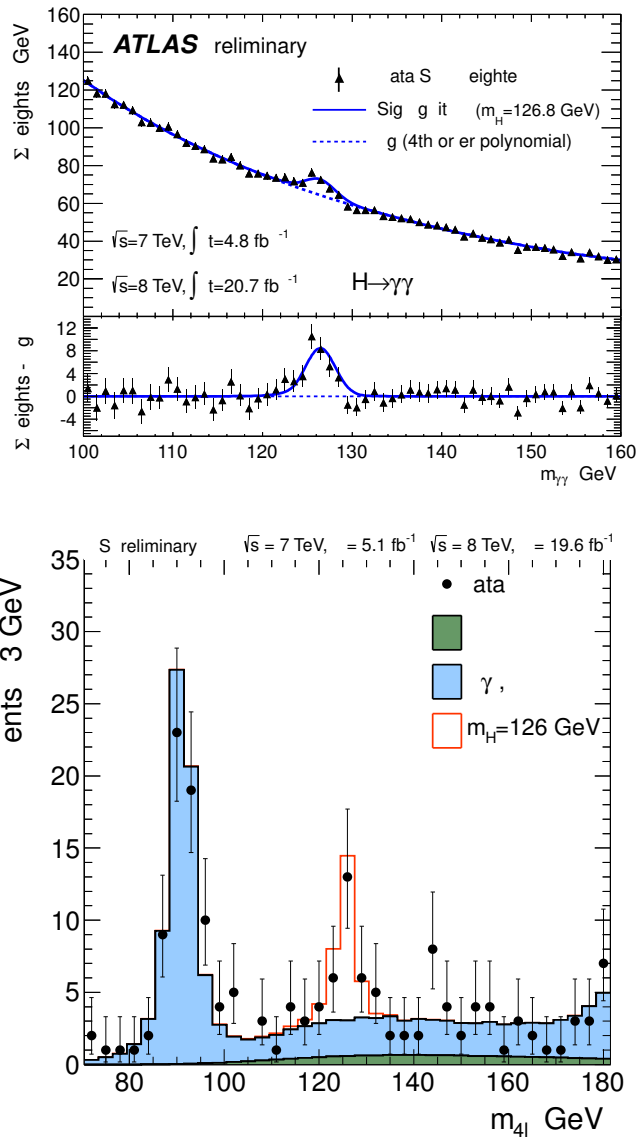 160
140
120
100
80
60
40
20
Σ eights GeV
ATLAS reliminary
ata S eighte
Sig g it (m_H=126.8 GeV)
g (4th or er polynomial)
√s=7 TeV, ∫ t=4.8 fb⁻¹
√s=8 TeV, ∫ t=20.7 fb⁻¹
H→γγ
12
8
4
0
-4
Σ eights - g
100 110 120 130 140 150 160
m_γγ GeV
S reliminary √s = 7 TeV, = 5.1 fb⁻¹ √s = 8 TeV, = 19.6 fb⁻¹
35
30
25
20
15
10
5
0
ents 3 GeV
ata
γ ,
m_H=126 GeV
80 100 120 140 160 180
m_4l GeV